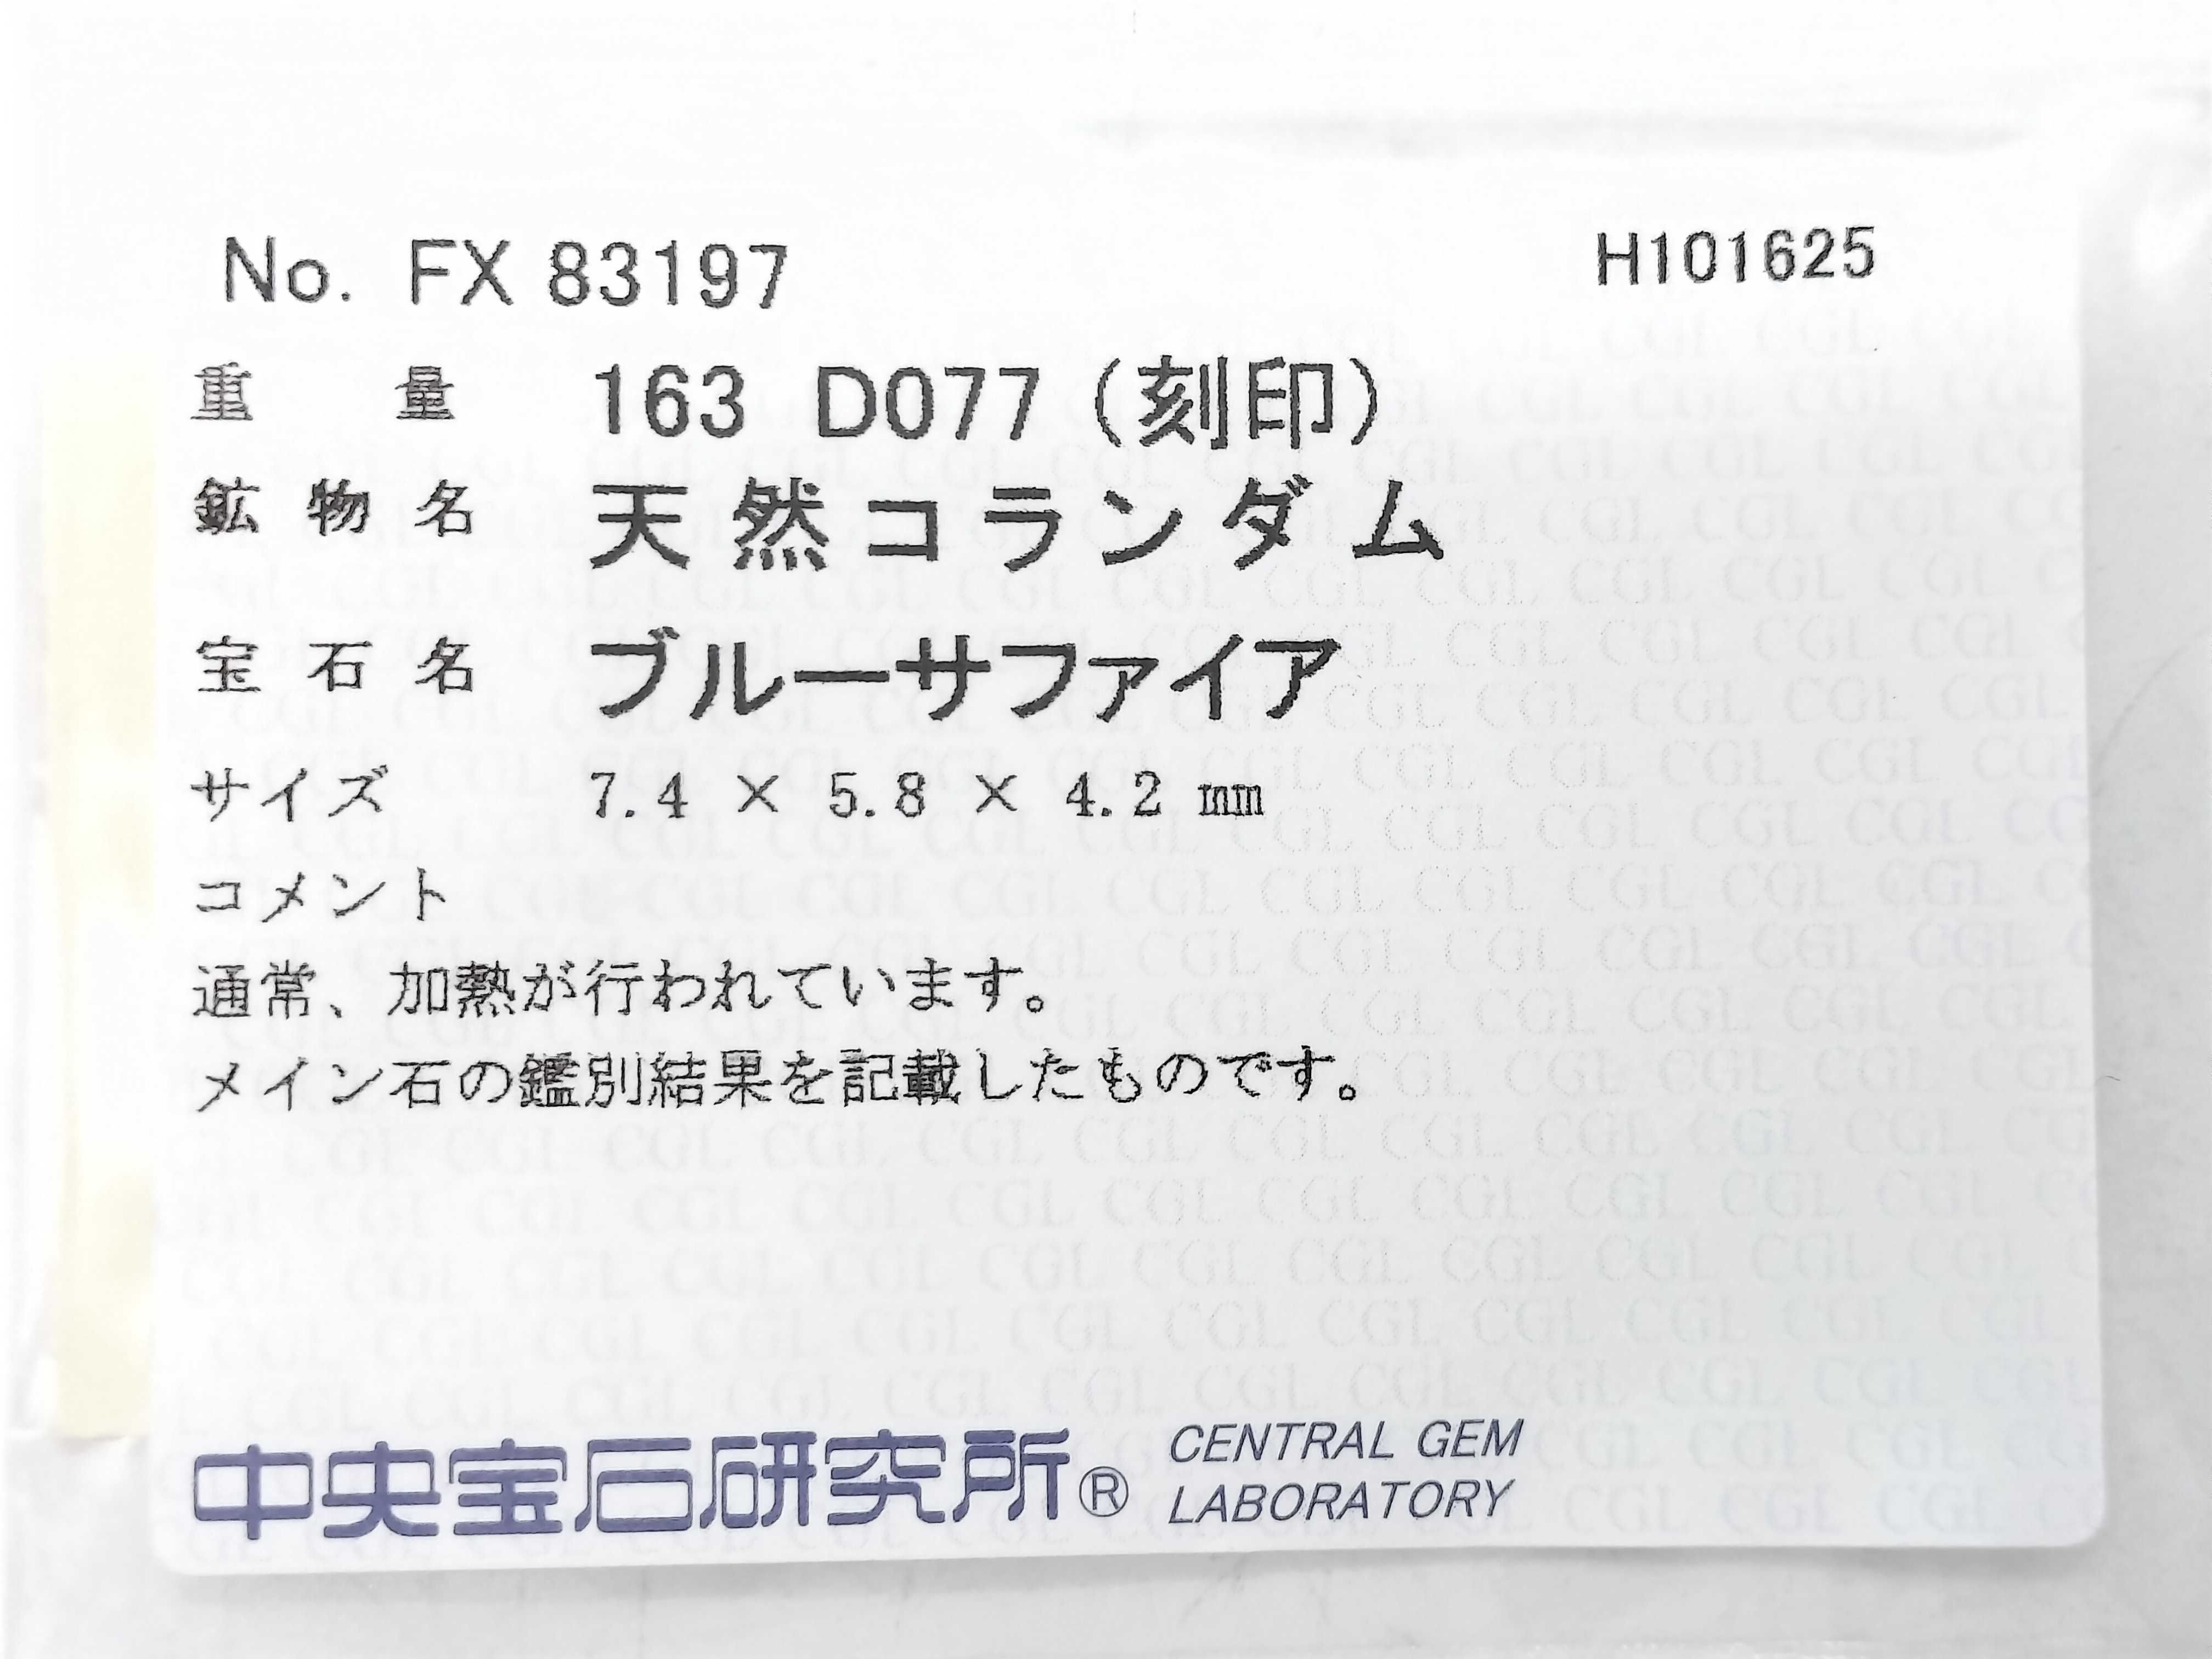 No. FX 83197 H101625
重量 163 D077(刻印)
鉱物名 天然コランダム
宝石名 ブルーサファイア
サイズ 7.4 × 5.8 × 4.2 ㎜
コメント
通常、加熱が行われています。
メイン石の鑑別結果を記載したものです。
中央宝石研究所® CENTRAL GEM
LABORATORY